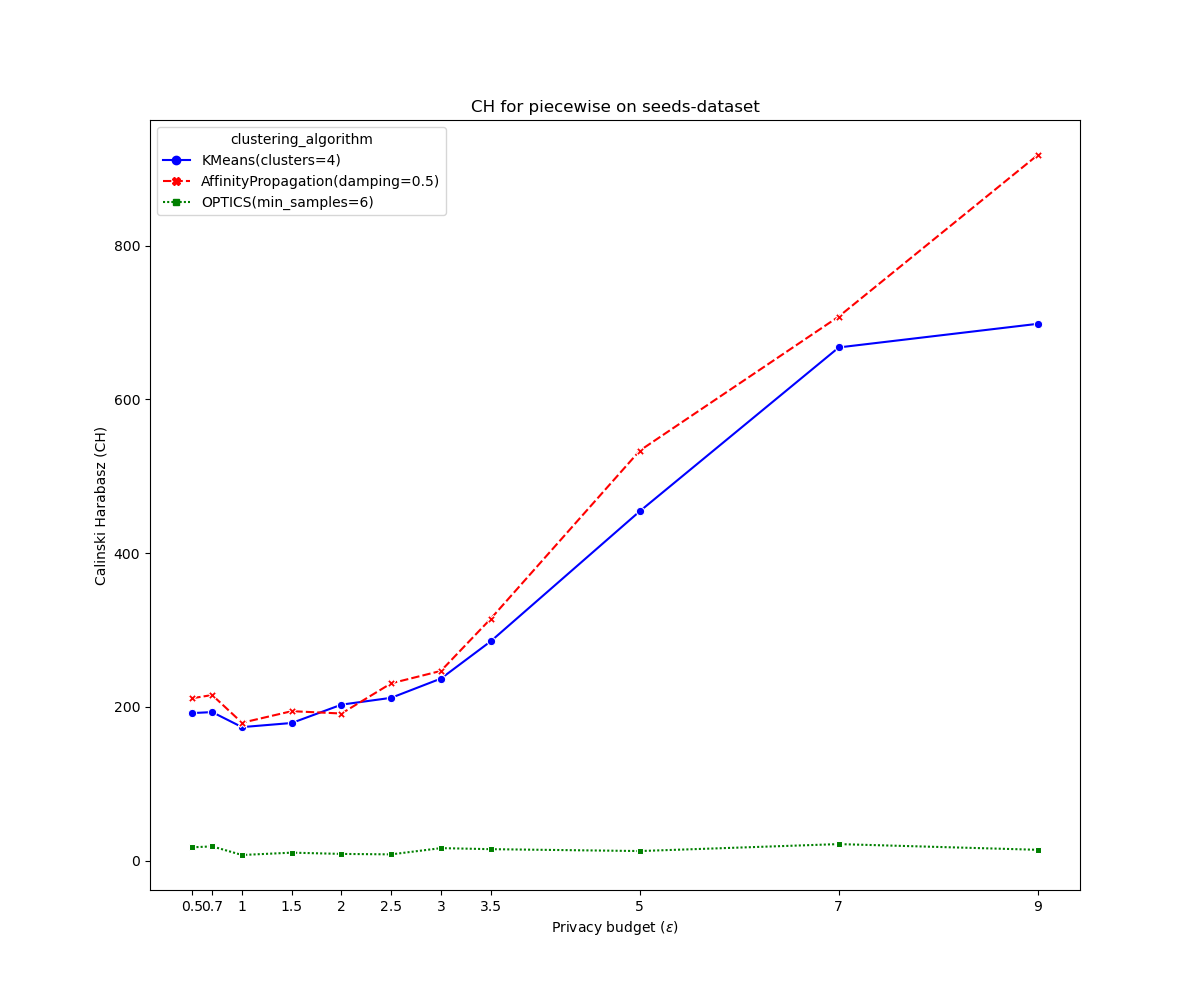 CH for piecewise on seeds-dataset
clustering_algorithm
KMeans(clusters=4)
AffinityPropagation(damping=0.5)
OPTICS(min_samples=6)
Calinski Harabasz (CH)
800
600
400
200
0
0.5 0.7 1 1.5 2 2.5 3 3.5 5 7 9
Privacy budget (ε)